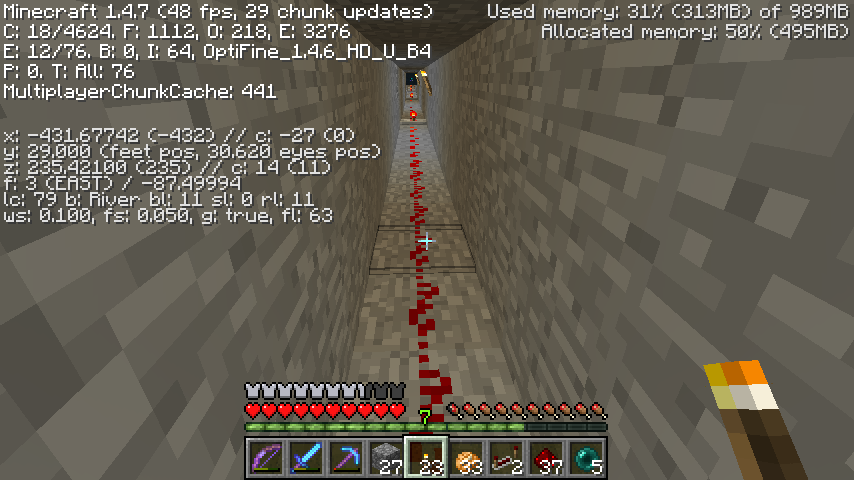 Minecraft 1.4.7 (48 fps, 29 chunk updates)
C: 18/4624, F: 1112, O: 218, E: 3276
E: 12/76, B: 0, I: 64, OptiFine_1.4.6_HD_U_B4
P: 0, T: All: 76
MultiplayerChunkCache: 441
Used memory: 31% (313MB) of 989MB
Allocated memory: 50% (495MB)
x: -431.67742 (-432) // c: -27 (0)
y: 29.000 (feet pos, 30.620 eyes pos)
z: 235.42100 (235) // c: 14 (11)
f: 3 (EAST) / -87.49994
lc: 79 b: River bl: 11 sl: 0 rl: 11
ws: 0.100, fs: 0.050, g: true, fl: 63
7
27 23 33 2 37 5